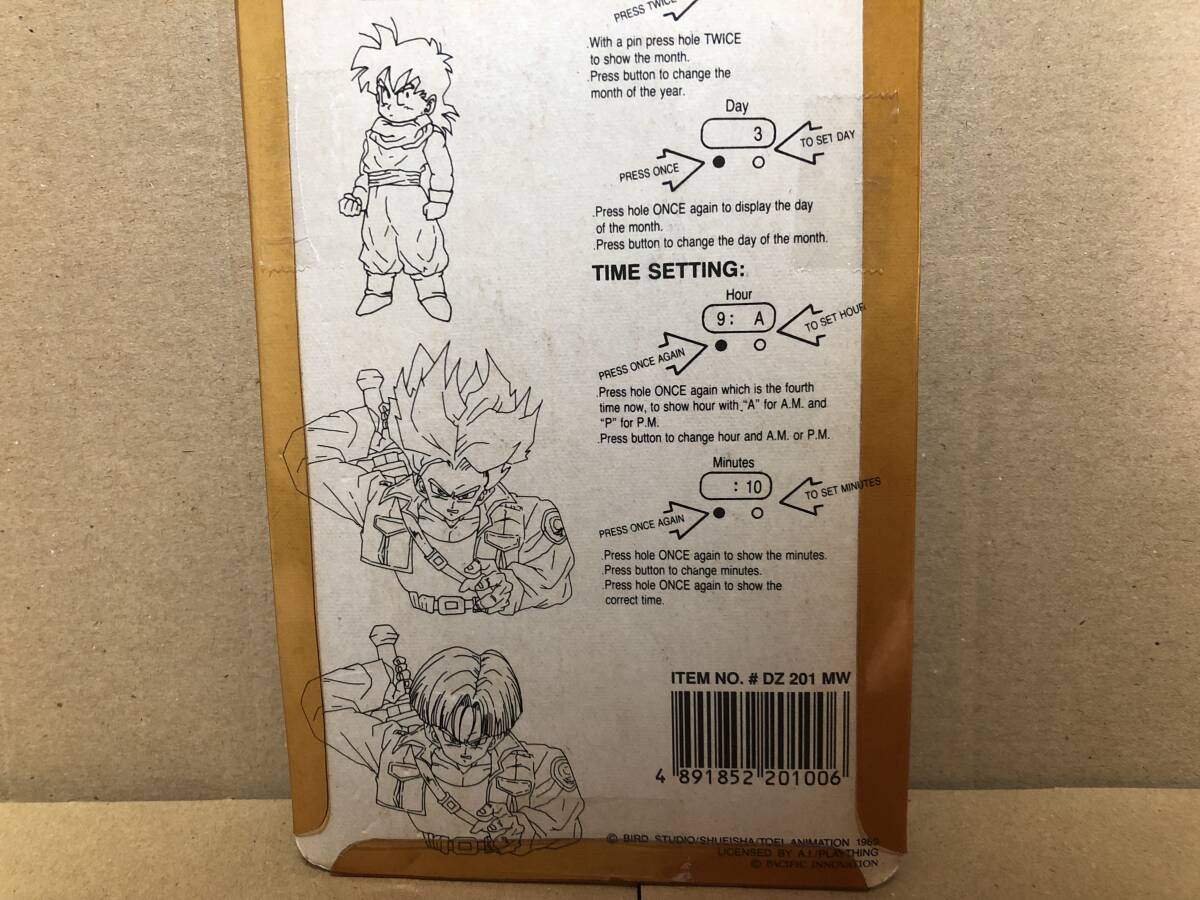 PRESS TWICE
.With a pin press hole TWICE
to show the month.
.Press button to change the
month of the year.
Day
3
TO SET DAY
PRESS ONCE
.Press hole ONCE again to display the day
of the month.
.Press button to change the day of the month.
TIME SETTING:
Hour
9: A
TO SET HOUR
PRESS ONCE AGAIN
.Press hole ONCE again which is the fourth
time now, to show hour with "A" for A.M. and
"P" for P.M.
.Press button to change hour and A.M. or P.M.
Minutes
: 10
TO SET MINUTES
PRESS ONCE AGAIN
.Press hole ONCE again to show the minutes.
.Press button to change minutes.
.Press hole ONCE again to show the
correct time.
ITEM NO. # DZ 201 MW
4 891852 201006
© BIRD STUDIO/SHUEISHA/TOEI ANIMATION 1989
LICENSED BY A.I./PLAYTHING
© PACIFIC INNOVATION